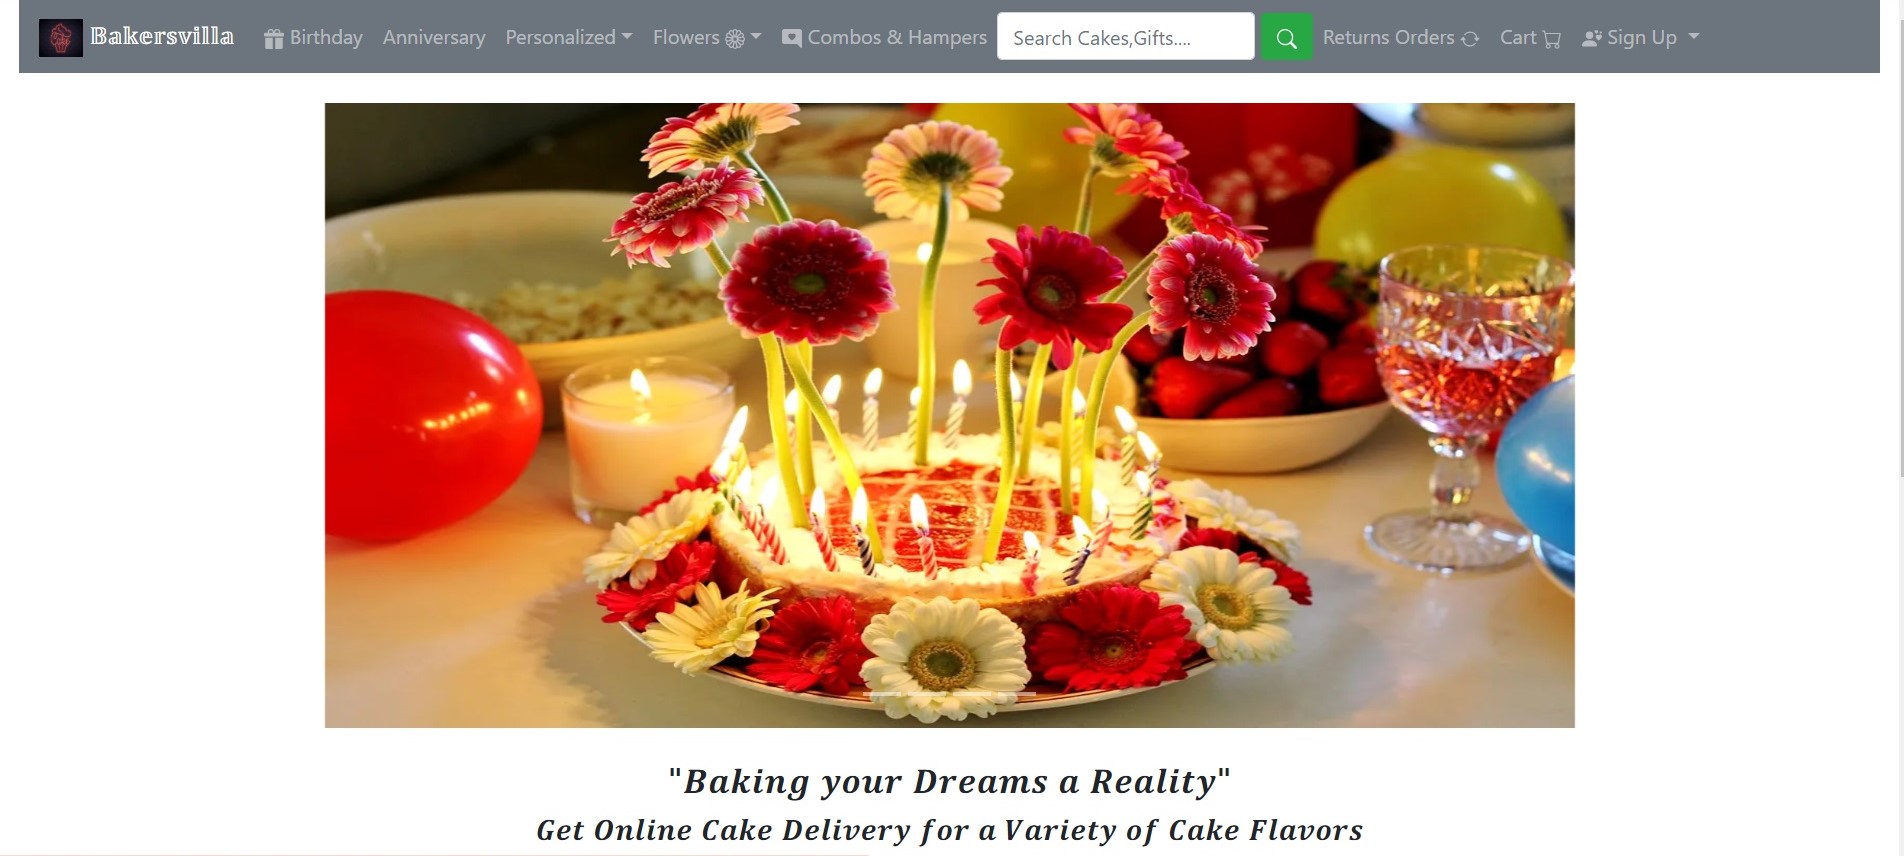 Bakersvilla Birthday Anniversary Personalized Flowers Combos & Hampers Search Cakes,Gifts.... Returns Orders Cart Sign Up
"Baking your Dreams a Reality"
Get Online Cake Delivery for a Variety of Cake Flavors